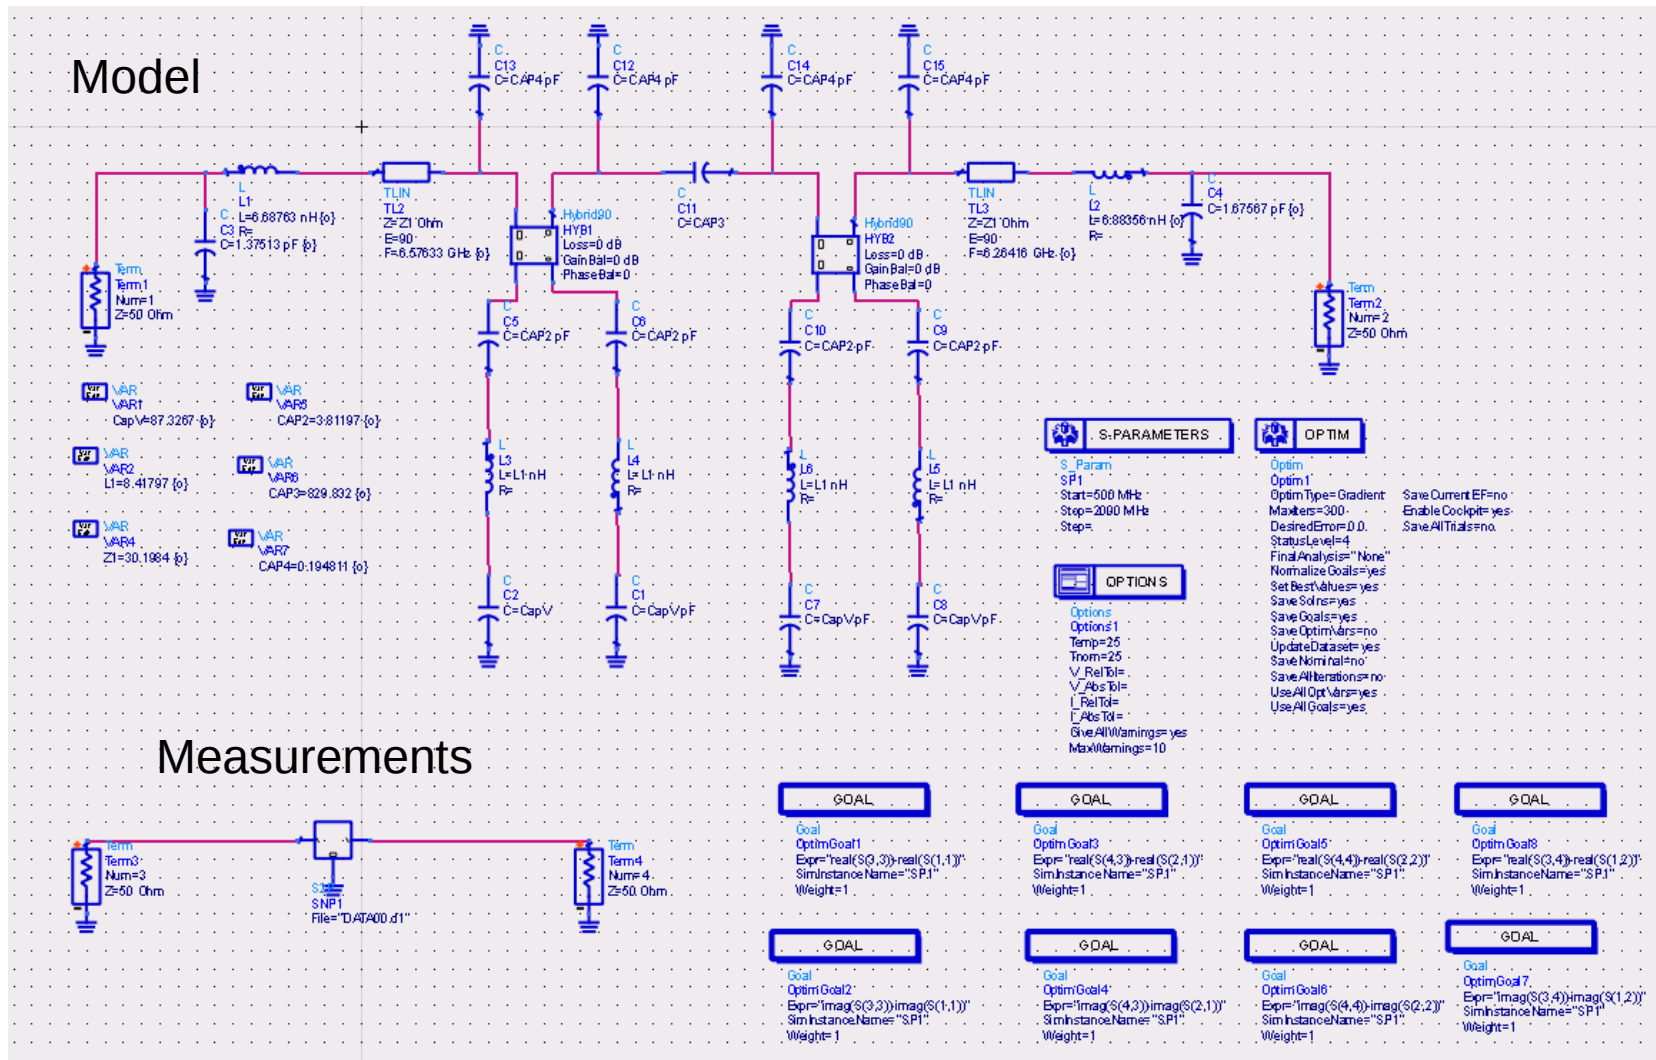 Model
C
C13
C=CAP4 pF
C
C12
C=CAP4 pF
C
C14
C=CAP4 pF
C
C15
C=CAP4 pF
L
L1
L=6.68763 nH {o}
R=
C
C3
C=1.37513 pF {o}
TLIN
TL2
Z=Z1 Ohm
E=90
F=6.57633 GHz {o}
Hybrid90
HYB1
Loss=0 dB
GainBal=0 dB
PhaseBal=0
C
C11
C=CAP3
Hybrid90
HYB2
Loss=0 dB
GainBal=0 dB
PhaseBal=0
TLIN
TL3
Z=Z1 Ohm
E=90
F=6.26416 GHz {o}
L
L2
L=6.88356 nH {o}
R=
C
C4
C=1.67567 pF {o}
Term
Term1
Num=1
Z=50 Ohm
Term
Term2
Num=2
Z=50 Ohm
C
C5
C=CAP2 pF
C
C6
C=CAP2 pF
C
C10
C=CAP2 pF
C
C9
C=CAP2 pF
Var
Eqn
VAR
VAR1
CapV=87.3267 {o}
Var
Eqn
VAR
VAR5
CAP2=3.81197 {o}
Var
Eqn
VAR
VAR2
L1=8.41797 {o}
Var
Eqn
VAR
VAR6
CAP3=829.832 {o}
Var
Eqn
VAR
VAR4
Z1=30.1984 {o}
Var
Eqn
VAR
VAR7
CAP4=0.194811 {o}
L
L3
L=L1 nH
R=
L
L4
L=L1 nH
R=
L
L6
L=L1 nH
R=
L
L5
L=L1 nH
R=
C
C2
C=CapV
C
C1
C=CapV pF
C
C7
C=CapV pF
C
C8
C=CapV pF
S-PARAMETERS
S_Param
SP1
Start=500 MHz
Stop=2000 MHz
Step=
OPTIM
Optim
Optim1
OptimType=Gradient
MaxIters=300
DesiredError=0.0
StatusLevel=4
FinalAnalysis="None"
NormalizeGoals=yes
SetBestValues=yes
SaveSolns=yes
SaveGoals=yes
SaveOptimVars=no
UpdateDataset=yes
SaveNominal=no
SaveAllIterations=no
UseAllOptVars=yes
UseAllGoals=yes
SaveCurrentEF=no
EnableCockpit=yes
SaveAllTrials=no
OPTIONS
Options
Options1
Temp=25
Tnom=25
V_RelTol=
V_AbsTol=
I_RelTol=
I_AbsTol=
GiveAllWarnings=yes
MaxWarnings=10
Measurements
Term
Term3
Num=3
Z=50 Ohm
SNP1
File="DATA00.d1"
Term
Term4
Num=4
Z=50 Ohm
GOAL
Goal
OptimGoal1
Expr="real(S(3,3))-real(S(1,1))"
SimInstanceName="SP1"
Weight=1
GOAL
Goal
OptimGoal3
Expr="real(S(4,3))-real(S(2,1))"
SimInstanceName="SP1"
Weight=1
GOAL
Goal
OptimGoal5
Expr="real(S(4,4))-real(S(2,2))"
SimInstanceName="SP1"
Weight=1
GOAL
Goal
OptimGoal8
Expr="real(S(3,4))-real(S(1,2))"
SimInstanceName="SP1"
Weight=1
GOAL
Goal
OptimGoal2
Expr="imag(S(3,3))-imag(S(1,1))"
SimInstanceName="SP1"
Weight=1
GOAL
Goal
OptimGoal4
Expr="imag(S(4,3))-imag(S(2,1))"
SimInstanceName="SP1"
Weight=1
GOAL
Goal
OptimGoal6
Expr="imag(S(4,4))-imag(S(2,2))"
SimInstanceName="SP1"
Weight=1
GOAL
Goal
OptimGoal7
Expr="imag(S(3,4))-imag(S(1,2))"
SimInstanceName="SP1"
Weight=1